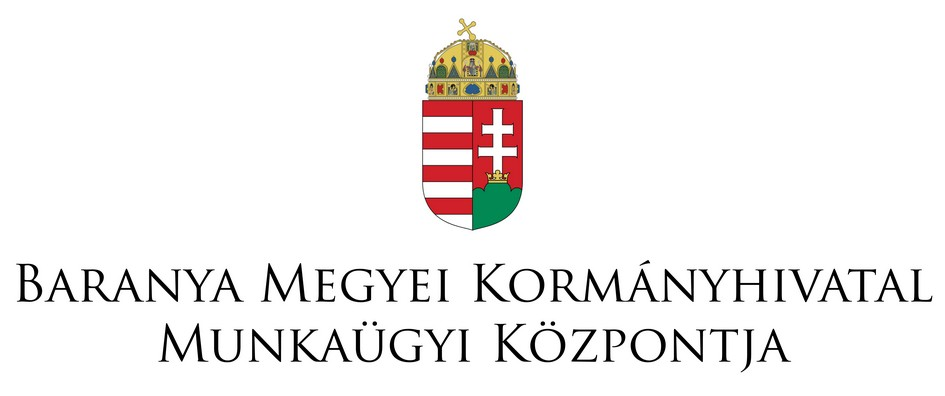 Baranya Megyei Kormányhivatal
Munkaügyi Központja